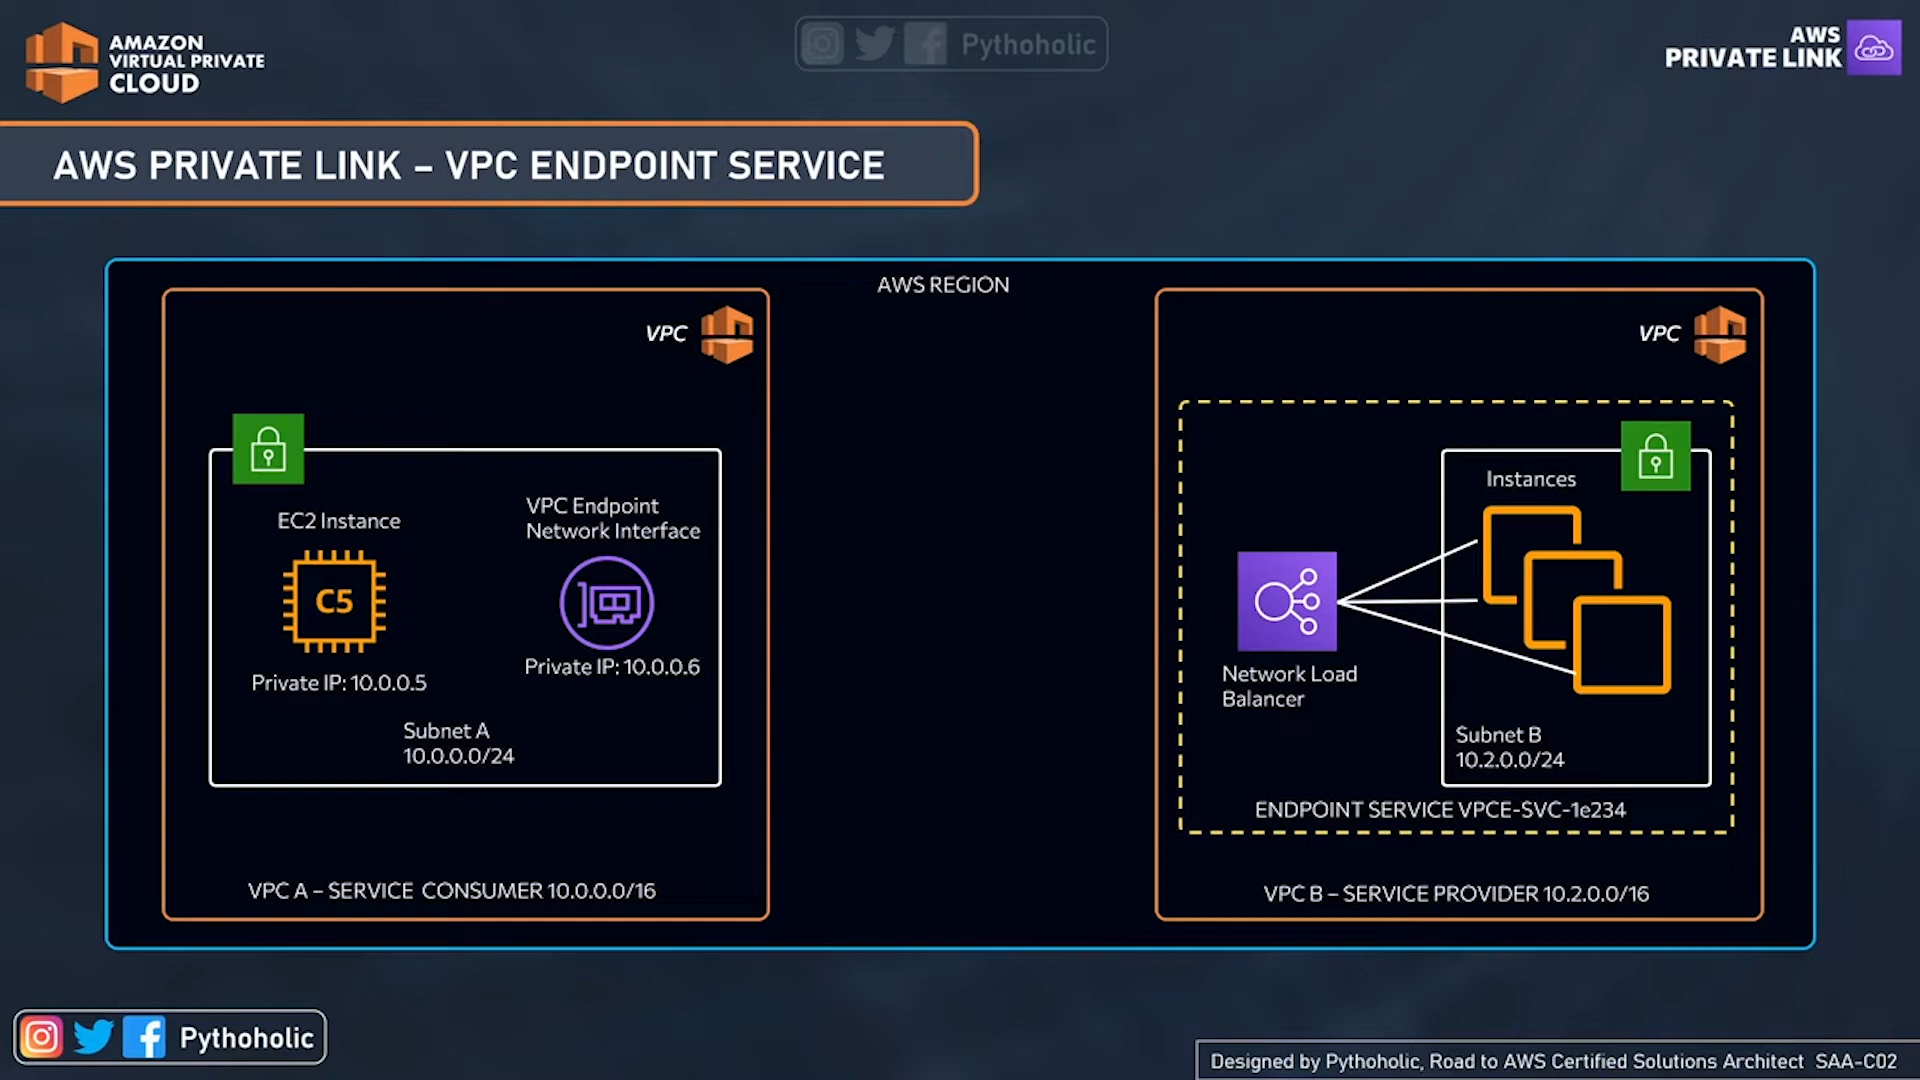 AMAZON
VIRTUAL PRIVATE
CLOUD
Pythoholic
AWS
PRIVATE LINK
AWS PRIVATE LINK – VPC ENDPOINT SERVICE
AWS REGION
VPC
EC2 Instance
C5
Private IP: 10.0.0.5
VPC Endpoint
Network Interface
Private IP: 10.0.0.6
Subnet A
10.0.0.0/24
VPC A – SERVICE CONSUMER 10.0.0.0/16
VPC
Instances
Network Load
Balancer
Subnet B
10.2.0.0/24
ENDPOINT SERVICE VPCE-SVC-1e234
VPC B – SERVICE PROVIDER 10.2.0.0/16
Pythoholic
Designed by Pythoholic, Road to AWS Certified Solutions Architect SAA-C02